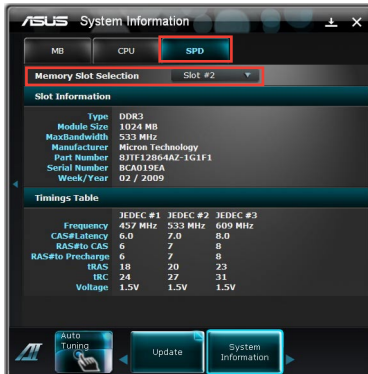 ASUS System Information
MB CPU SPD
Memory Slot Selection Slot #2
Slot Information
Type DDR3
Module Size 1024 MB
MaxBandwidth 533 MHz
Manufacturer Micron Technology
Part Number 8JTF12864AZ-1G1F1
Serial Number BCA019EA
Week/Year 02 / 2009
Timings Table
JEDEC #1 JEDEC #2 JEDEC #3
Frequency 457 MHz 533 MHz 609 MHz
CAS#Latency 6.0 7.0 8.0
RAS#to CAS 6 7 8
RAS#to Precharge 6 7 8
tRAS 18 20 23
tRC 24 27 31
Voltage 1.5V 1.5V 1.5V
AI
Auto
Tuning
Update
System
Information